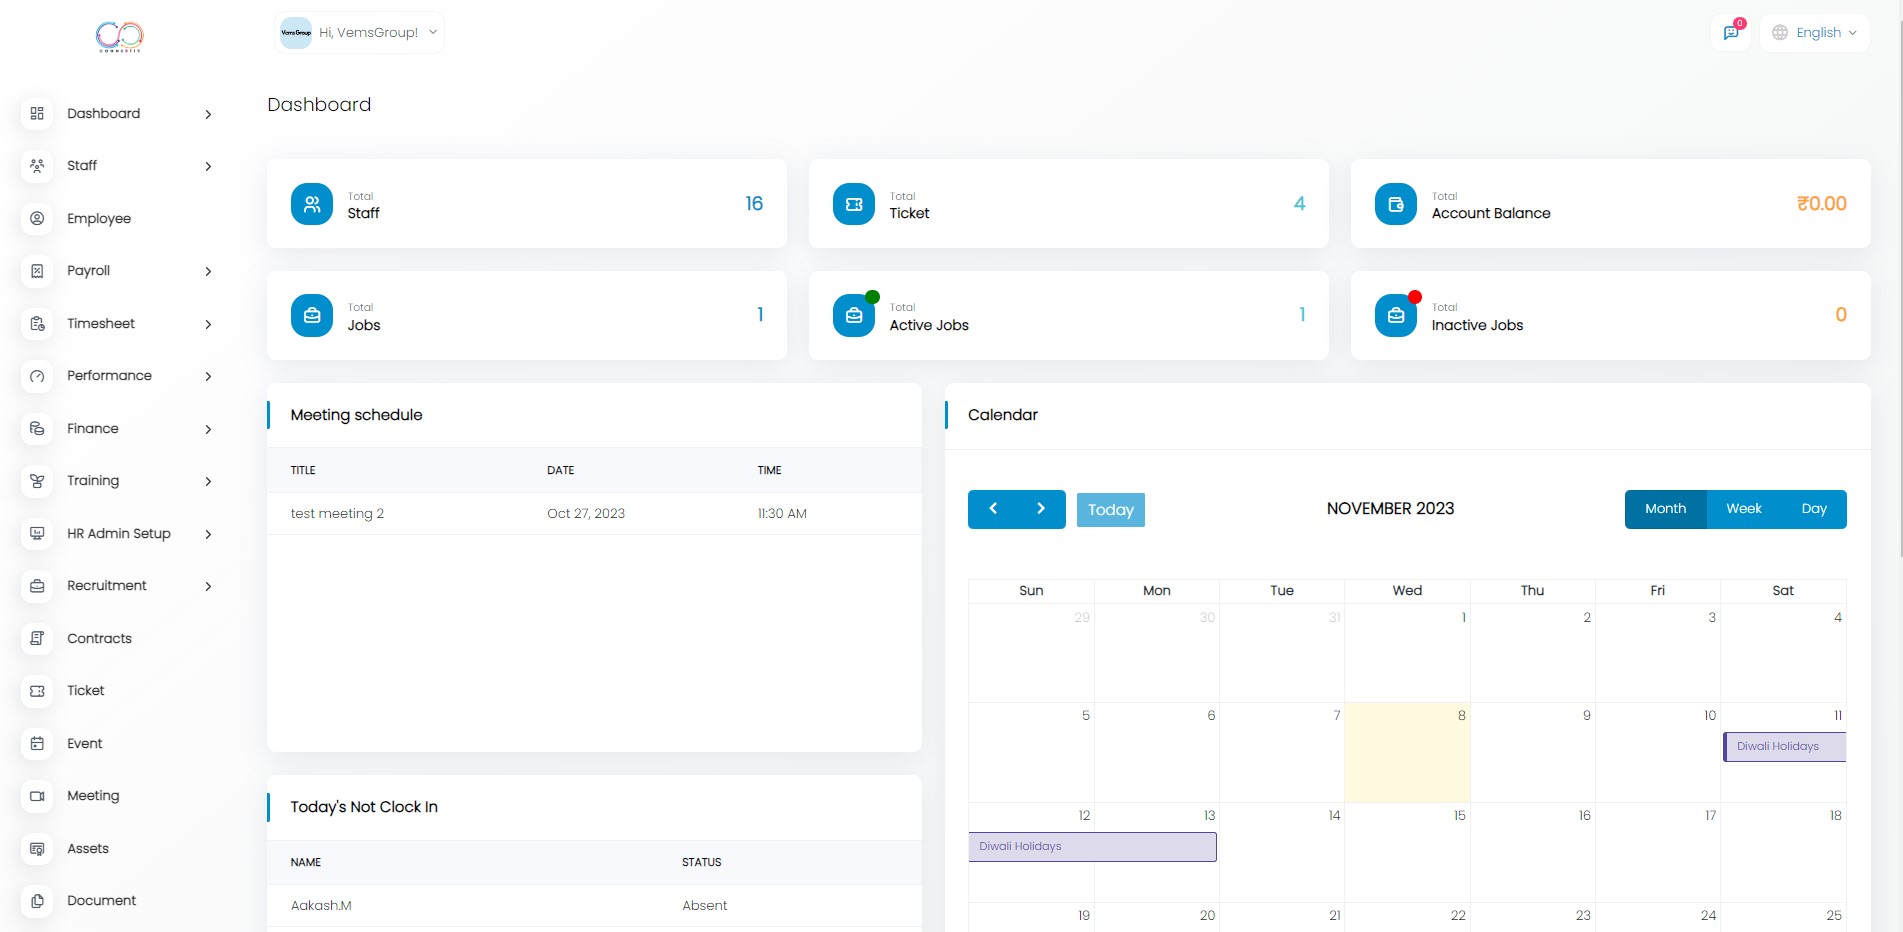 CONNERTIS
Vems Group
Hi, VemsGroup!
0
English
Dashboard
Staff
Employee
Payroll
Timesheet
Performance
Finance
Training
HR Admin Setup
Recruitment
Contracts
Ticket
Event
Meeting
Assets
Document
Dashboard
Total
Staff
16
Total
Ticket
4
Total
Account Balance
₹0.00
Total
Jobs
1
Total
Active Jobs
1
Total
Inactive Jobs
0
Meeting schedule
TITLE DATE TIME
test meeting 2 Oct 27, 2023 11:30 AM
Today's Not Clock In
NAME STATUS
Aakash.M Absent
Calendar
Today
NOVEMBER 2023
Month Week Day
Sun Mon Tue Wed Thu Fri Sat
29 30 31 1 2 3 4
5 6 7 8 9 10 11
Diwali Holidays
12 13 14 15 16 17 18
Diwali Holidays
19 20 21 22 23 24 25